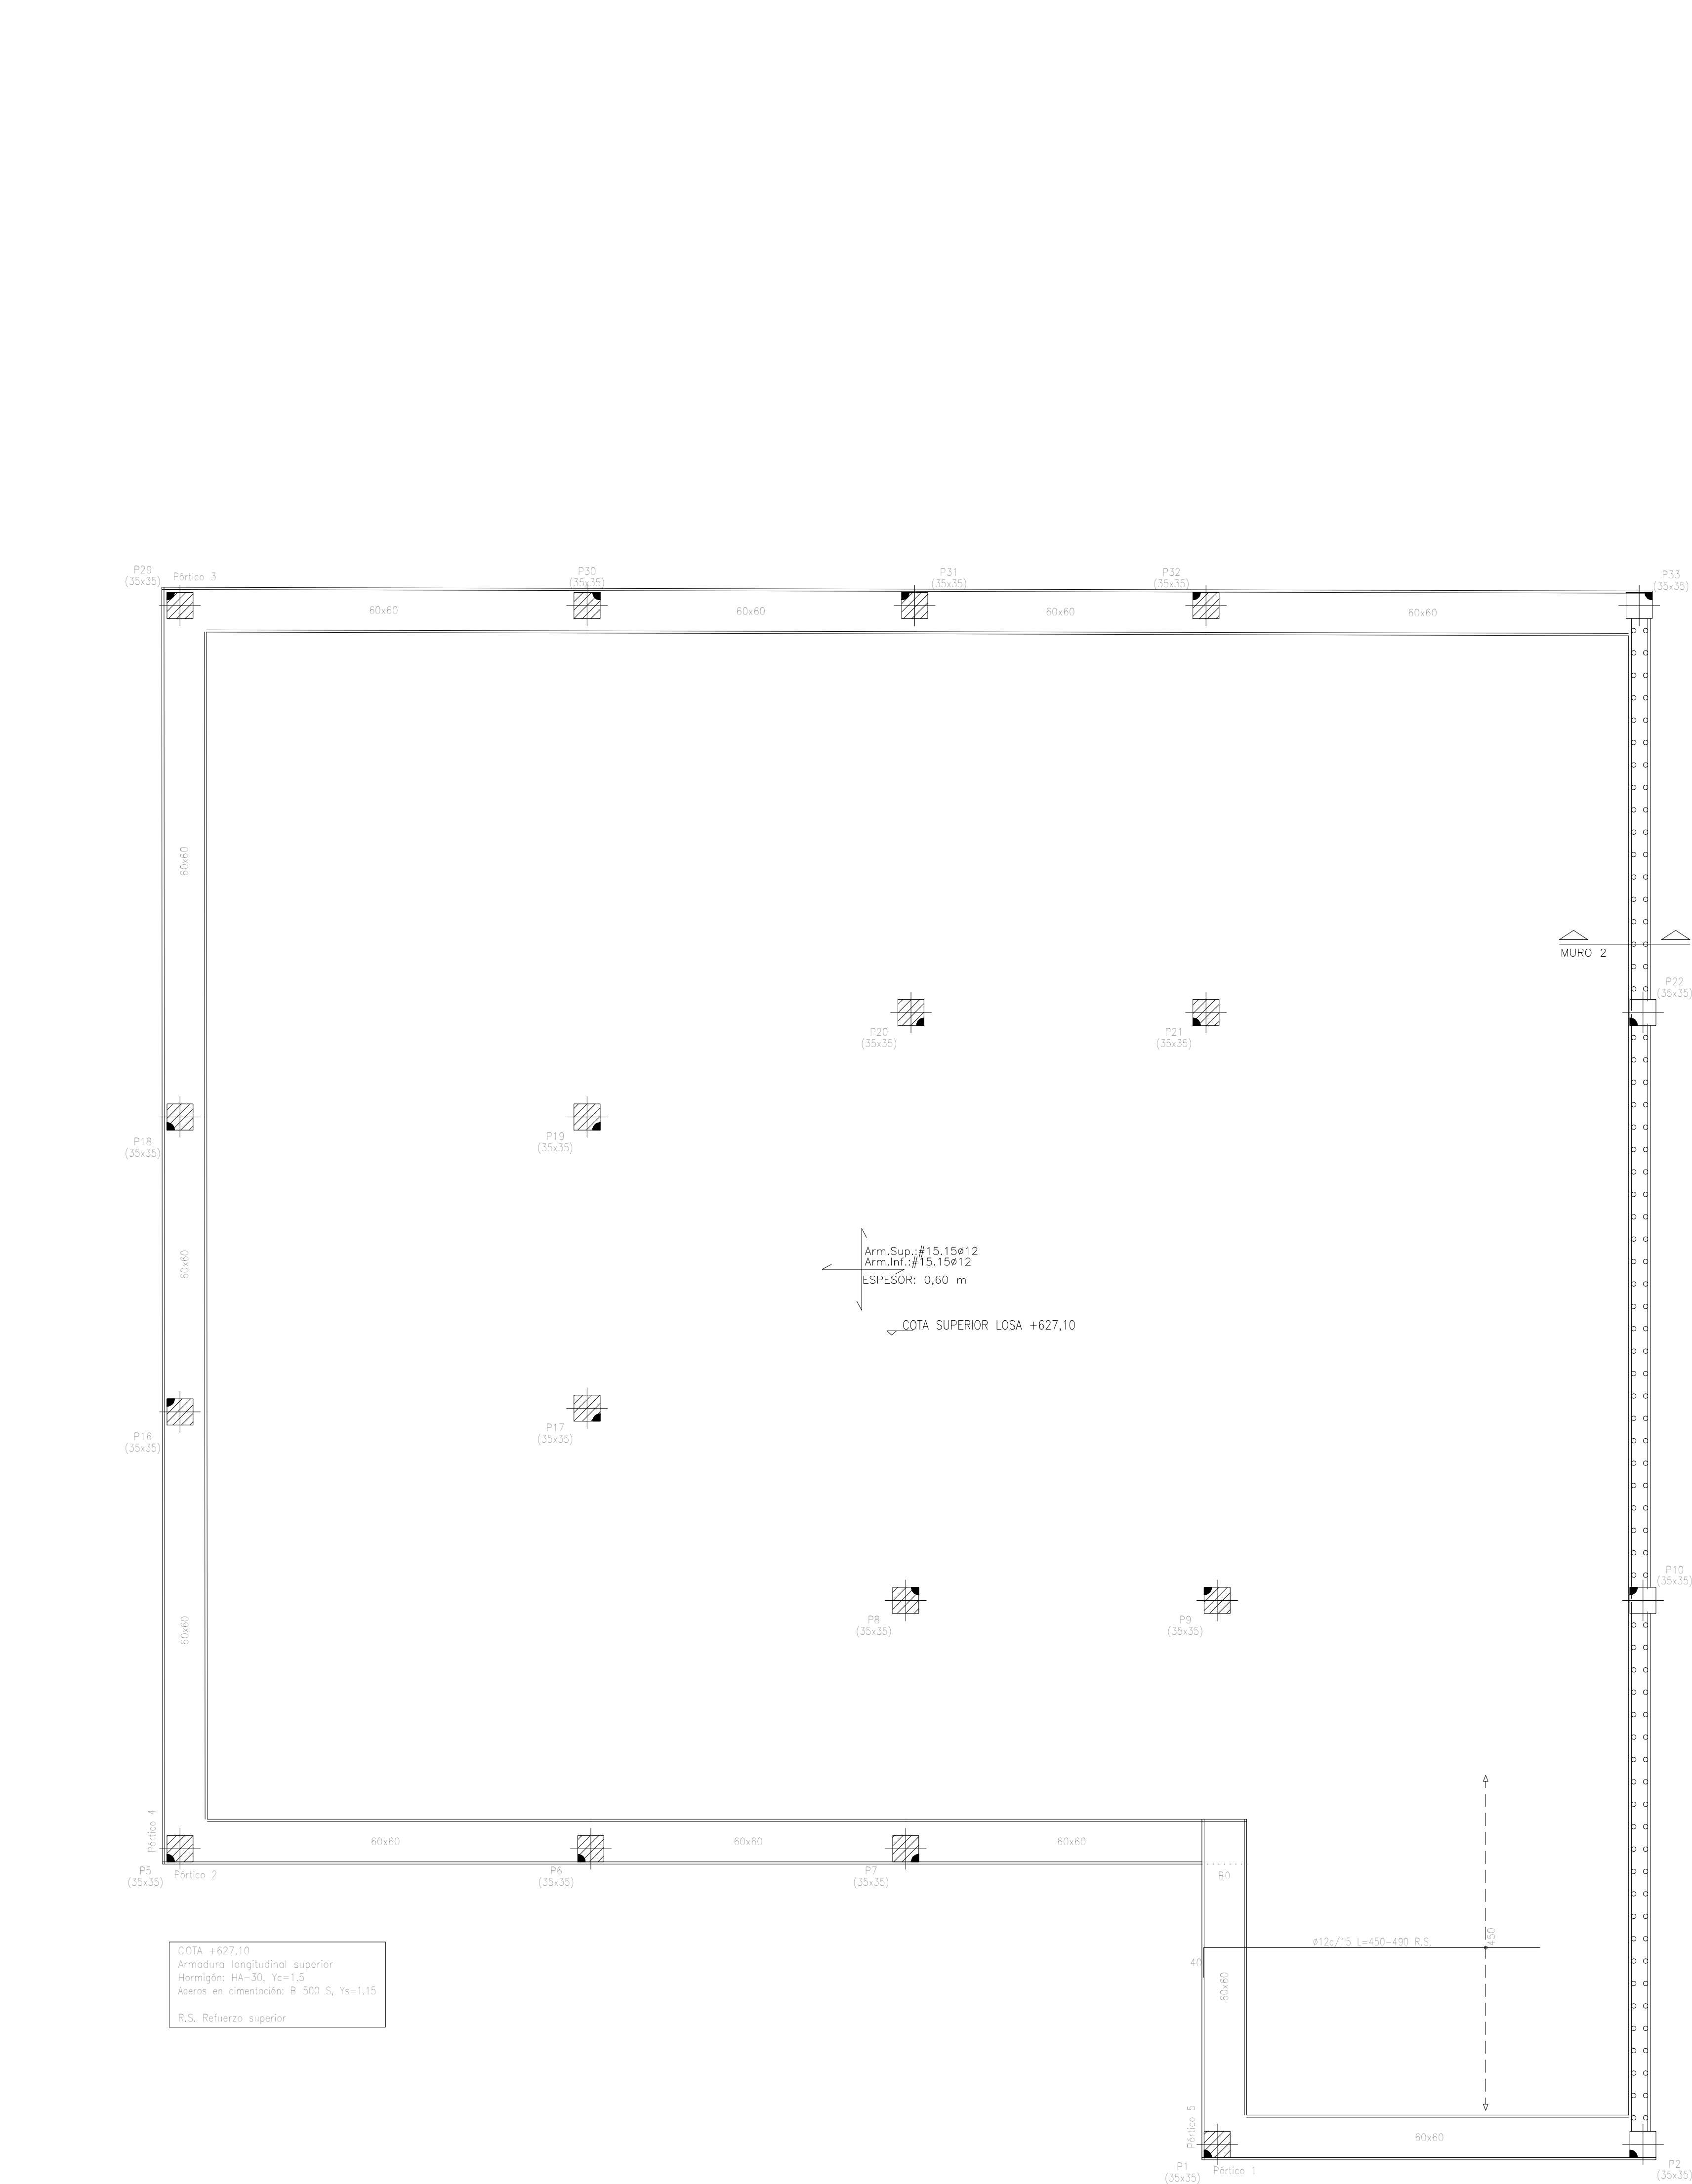 P29
(35x35)
Pórtico 3
P30
(35x35)
P31
(35x35)
P32
(35x35)
P33
(35x35)
60x60
60x60
60x60
60x60
60x60
MURO 2
P22
(35x35)
P20
(35x35)
P21
(35x35)
P18
(35x35)
P19
(35x35)
60x60
Arm.Sup.:#15.15ø12
Arm.Inf.:#15.15ø12
ESPESOR: 0,60 m
COTA SUPERIOR LOSA +627,10
P16
(35x35)
P17
(35x35)
P10
(35x35)
60x60
P8
(35x35)
P9
(35x35)
Pórtico 4
60x60
60x60
60x60
P5
(35x35)
Pórtico 2
P6
(35x35)
P7
(35x35)
B0
COTA +627.10
Armadura longitudinal superior
Hormigón: HA-30, Yc=1.5
Aceros en cimentación: B 500 S, Ys=1.15
R.S. Refuerzo superior
ø12c/15 L=450-490 R.S.
450
40
60x60
Pórtico 5
60x60
P1
(35x35)
Pórtico 1
P2
(35x35)